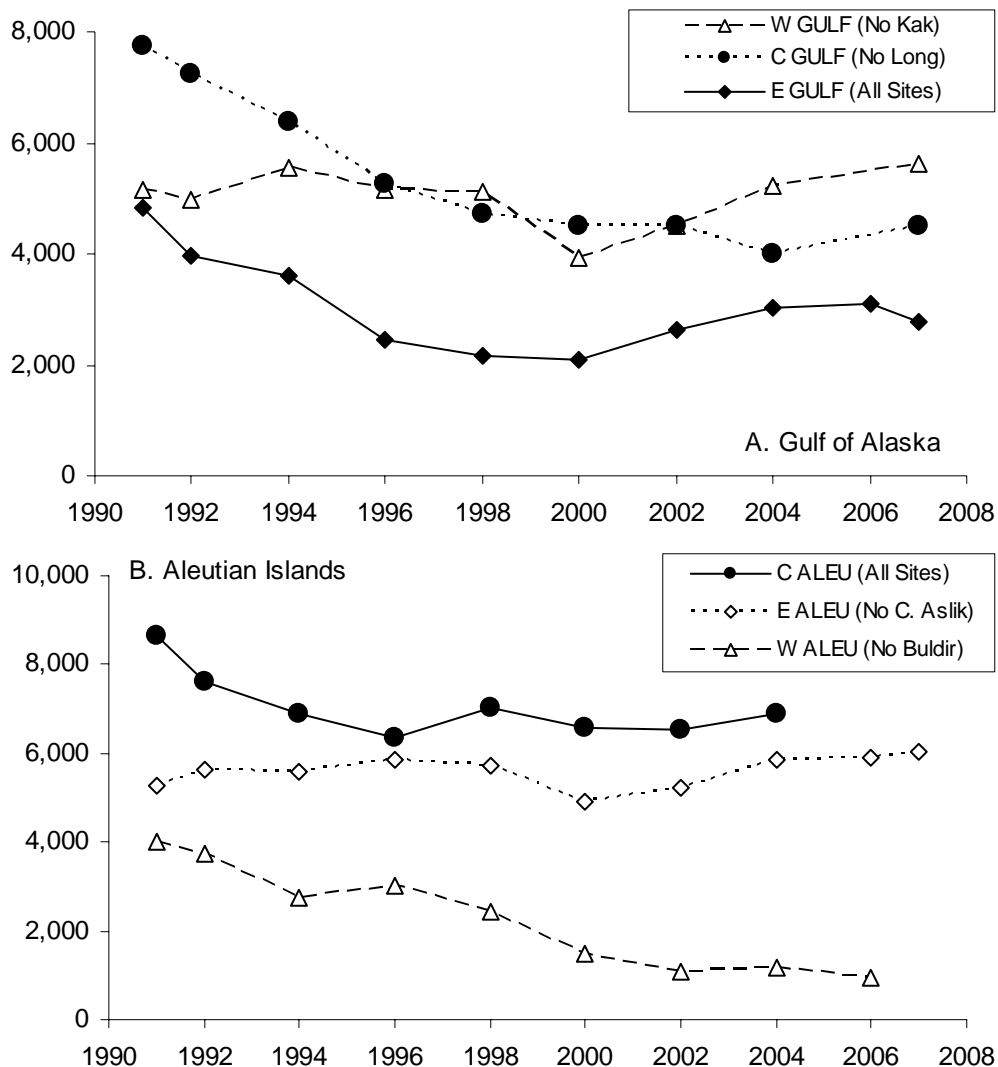 8,000
6,000
4,000
2,000
0
W GULF (No Kak)
C GULF (No Long)
E GULF (All Sites)
A. Gulf of Alaska
1990 1992 1994 1996 1998 2000 2002 2004 2006 2008
B. Aleutian Islands
10,000
8,000
6,000
4,000
2,000
0
C ALEU (All Sites)
E ALEU (No C. Aslik)
W ALEU (No Buldir)
1990 1992 1994 1996 1998 2000 2002 2004 2006 2008